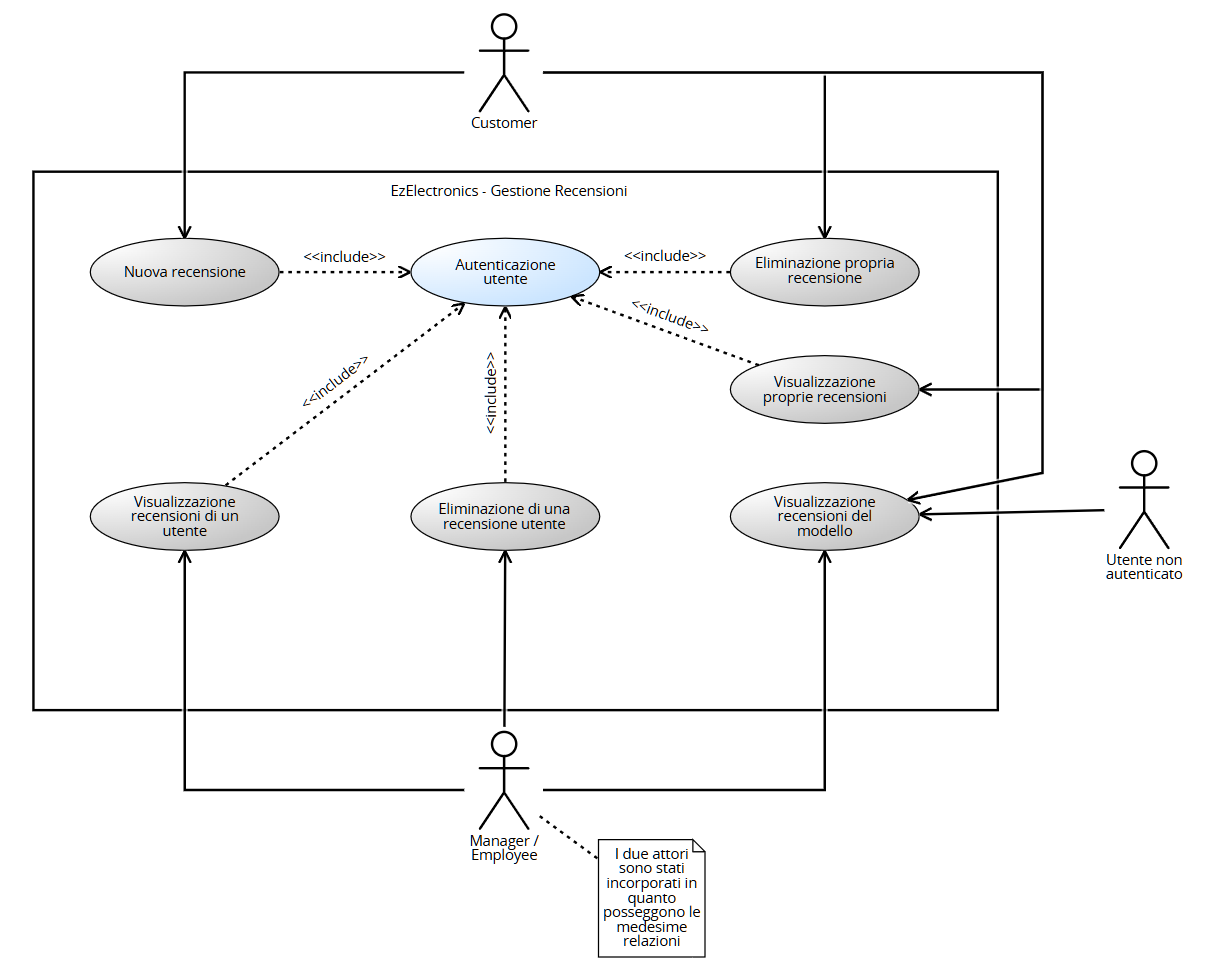 Customer
EzElectronics - Gestione Recensioni
Nuova recensione
<<include>>
Autenticazione
utente
<<include>>
Eliminazione propria
recensione
<<include>>
Visualizzazione
proprie recensioni
<<include>>
<<include>>
Visualizzazione
recensioni di un
utente
Eliminazione di una
recensione utente
Visualizzazione
recensioni del
modello
Utente non
autenticato
Manager /
Employee
I due attori
sono stati
incorporati in
quanto
posseggono le
medesime
relazioni